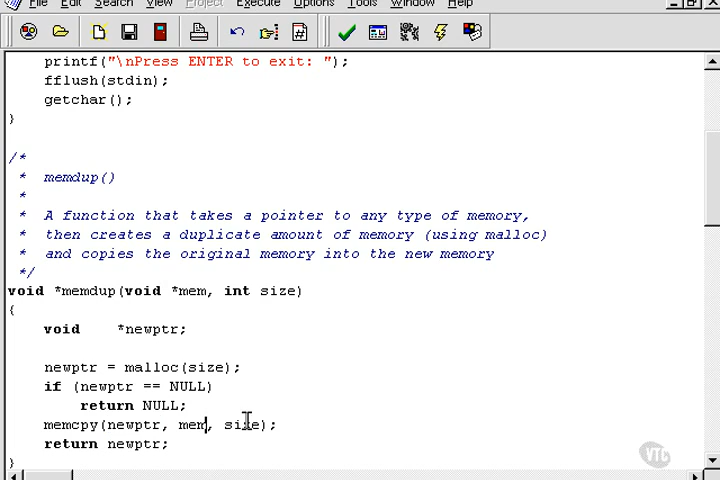 File Edit Search View Project Execute Options Tools Window Help
printf("\nPress ENTER to exit: ");
fflush(stdin);
getchar();
}
/*
* memdup()
*
* A function that takes a pointer to any type of memory,
* then creates a duplicate amount of memory (using malloc)
* and copies the original memory into the new memory
*/
void *memdup(void *mem, int size)
{
void *newptr;
newptr = malloc(size);
if (newptr == NULL)
return NULL;
memcpy(newptr, mem, size);
return newptr;
}
VTC